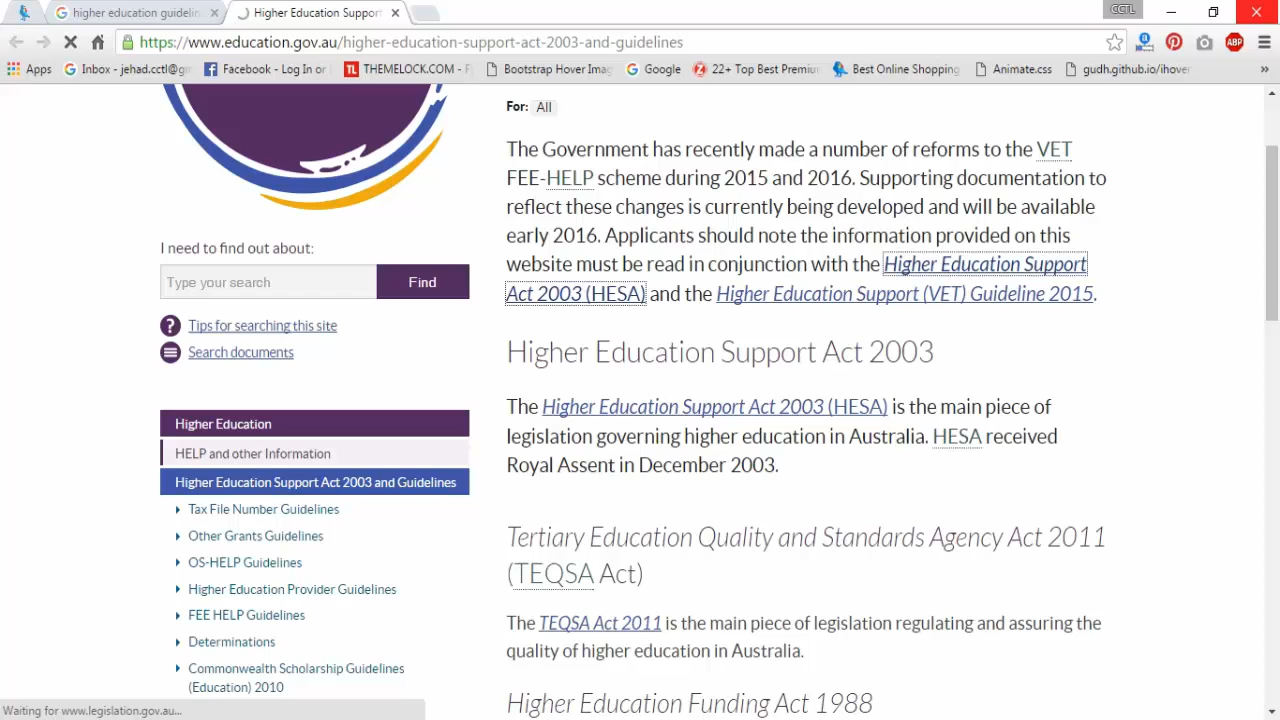 CCTL
higher education guidelin
Higher Education Support
https://www.education.gov.au/higher-education-support-act-2003-and-guidelines
Apps
Inbox - jehad.cctl@g
Facebook - Log In or
THEMELOCK.COM - F
Bootstrap Hover Imag
Google
22+ Top Best Premiu
Best Online Shopping
Animate.css
gudh.github.io/ihover
ABP
For: All
The Government has recently made a number of reforms to the VET
FEE-HELP scheme during 2015 and 2016. Supporting documentation to
reflect these changes is currently being developed and will be available
early 2016. Applicants should note the information provided on this
website must be read in conjunction with the Higher Education Support
Act 2003 (HESA) and the Higher Education Support (VET) Guideline 2015.
I need to find out about:
Type your search
Find
Tips for searching this site
Search documents
Higher Education
HELP and other Information
Higher Education Support Act 2003 and Guidelines
Tax File Number Guidelines
Other Grants Guidelines
OS-HELP Guidelines
Higher Education Provider Guidelines
FEE HELP Guidelines
Determinations
Commonwealth Scholarship Guidelines
(Education) 2010
Higher Education Support Act 2003
The Higher Education Support Act 2003 (HESA) is the main piece of
legislation governing higher education in Australia. HESA received
Royal Assent in December 2003.
Tertiary Education Quality and Standards Agency Act 2011
(TEQSA Act)
The TEQSA Act 2011 is the main piece of legislation regulating and assuring the
quality of higher education in Australia.
Higher Education Funding Act 1988
Waiting for www.legislation.gov.au...